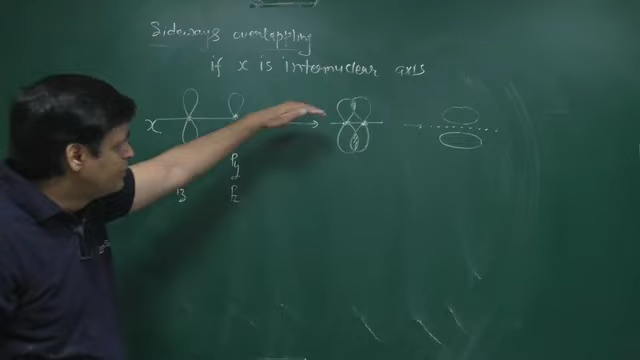 Sideways overlapping
if x is internuclear axis
x
Py
Pz